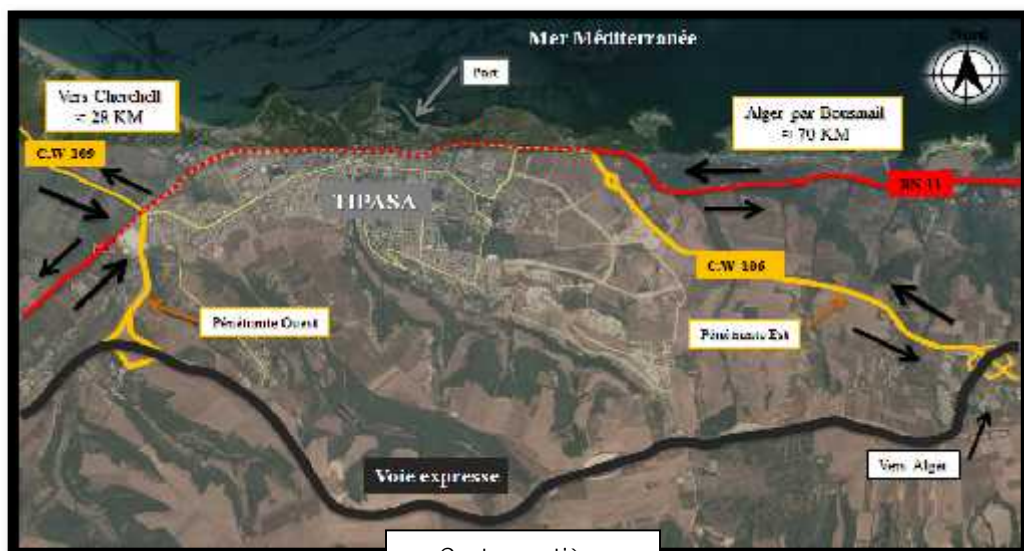 Mer Méditerranée
Nord
Port
Vers Cherchell
≈ 28 KM
Alger par Bousmail
≈ 70 KM
C.W 109
RN 11
TIPASA
C.W 106
Pénétrante Ouest
Pénétrante Est
Voie expresse
Vers Alger